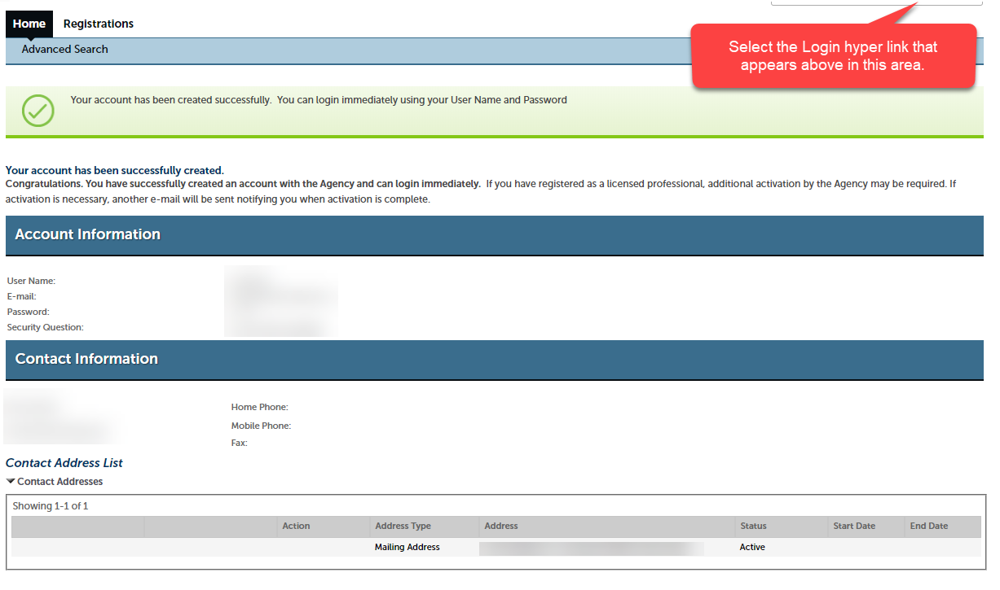 Home Registrations
Select the Login hyper link that
appears above in this area.
Advanced Search
Your account has been created successfully. You can login immediately using your User Name and Password
Your account has been successfully created.
Congratulations. You have successfully created an account with the Agency and can login immediately. If you have registered as a licensed professional, additional activation by the Agency may be required. If
activation is necessary, another e-mail will be sent notifying you when activation is complete.
Account Information
User Name:
E-mail:
Password:
Security Question:
Contact Information
Home Phone:
Mobile Phone:
Fax:
Contact Address List
Contact Addresses
Showing 1-1 of 1
Action Address Type Address Status Start Date End Date
Mailing Address Active